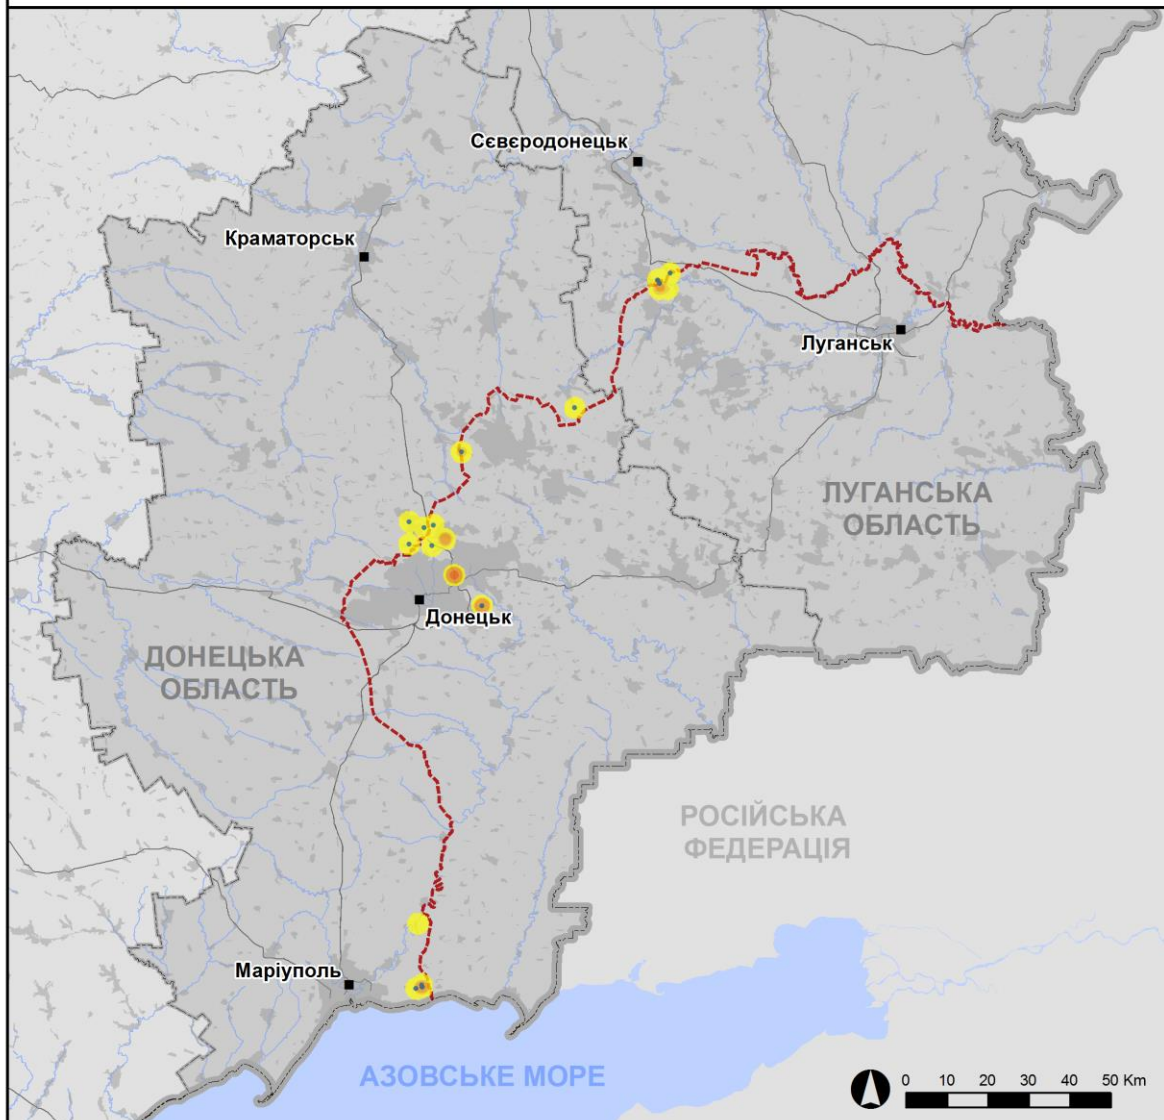 Сєвєродонецьк
Краматорськ
Луганськ
ЛУГАНСЬКА
ОБЛАСТЬ
Донецьк
ДОНЕЦЬКА
ОБЛАСТЬ
РОСІЙСЬКА
ФЕДЕРАЦІЯ
Маріуполь
АЗОВСЬКЕ МОРЕ
0 10 20 30 40 50 Km